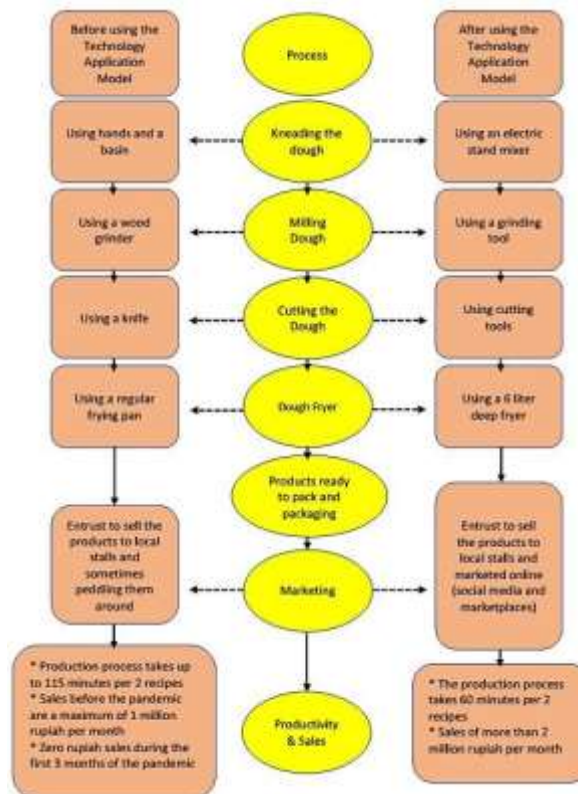 Before using the
Technology
Application
Model
Process
After using the
Technology
Application
Model
Using hands and a
basin
Kneading the
dough
Using an electric
stand mixer
Using a wood
grinder
Milling
Dough
Using a grinding
tool
Using a knife
Cutting the
Dough
Using cutting
tools
Using a regular
frying pan
Dough Fryer
Using a 6 liter
deep fryer
Products ready
to pack and
packaging
Entrust to sell the
products to local
stalls and
sometimes
peddling them
around
Marketing
Entrust to sell
the products to
local stalls and
marketed online
(social media and
marketplaces)
* Production process takes up
to 115 minutes per 2 recipes
* Sales before the pandemic
are a maximum of 1 million
rupiah per month
* Zero rupiah sales during the
first 3 months of the pandemic
Productivity
& Sales
* The production process
takes 60 minutes per 2
recipes
* Sales of more than 2
million rupiah per month